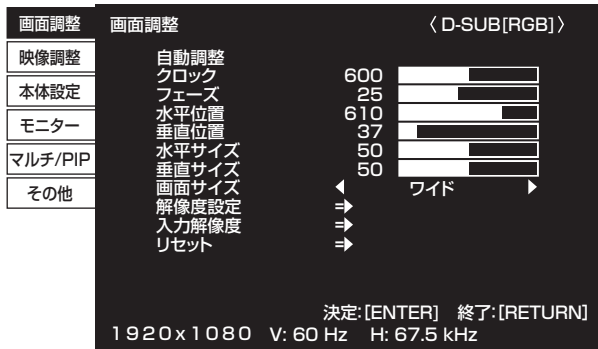 画面調整
映像調整
本体設定
モニター
マルチ/PIP
その他
画面調整 〈D-SUB[RGB]〉
自動調整
クロック 600
フェーズ 25
水平位置 610
垂直位置 37
水平サイズ 50
垂直サイズ 50
画面サイズ ワイド
解像度設定
入力解像度
リセット
決定:[ENTER] 終了:[RETURN]
1920x1080 V: 60 Hz H: 67.5 kHz